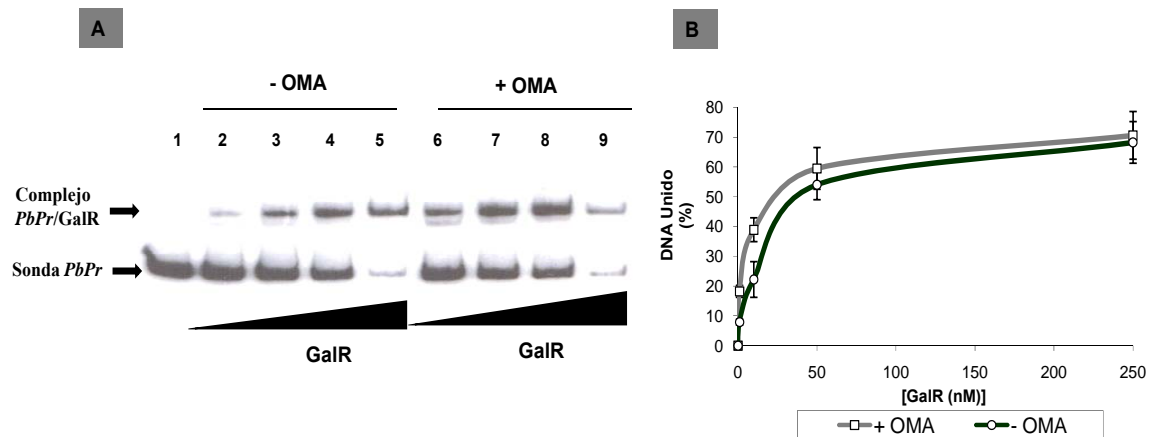 A
- OMA
+ OMA
1 2 3 4 5 6 7 8 9
Complejo
PbPr/GalR
Sonda PbPr
GalR
GalR
B
DNA Unido
(%)
80
70
60
50
40
30
20
10
0
0 50 100 150 200 250
[GalR (nM)]
+ OMA - OMA